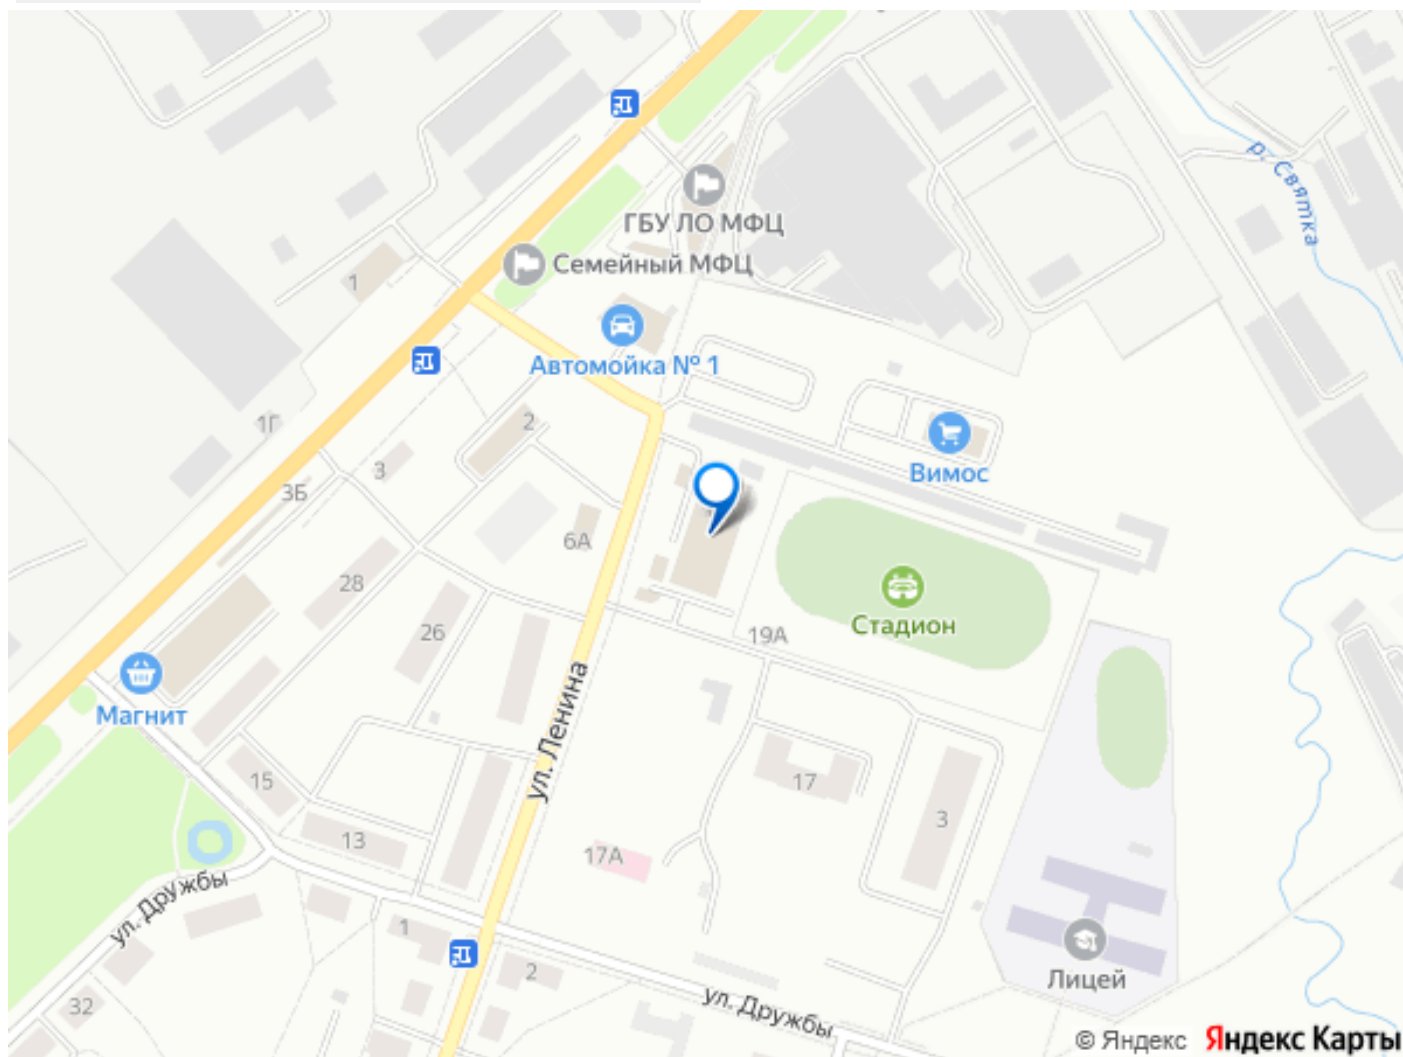 р. Святка
ГБУ ЛО МФЦ
Семейный МФЦ
1
Автомойка № 1
1Г
2
3
3Б
Вимос
6А
28
26
19А
Стадион
Магнит
ул. Ленина
15
17
3
13
17А
ул. Дружбы
1
2
Лицей
32
ул. Дружбы
© Яндекс Яндекс Карты